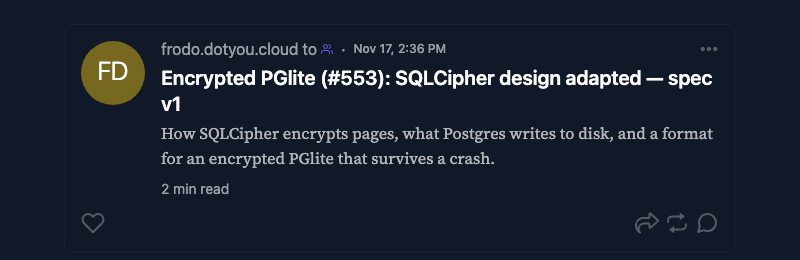 FD
frodo.dotyou.cloud to · Nov 17, 2:36 PM
Encrypted PGlite (#553): SQLCipher design adapted — spec
v1
How SQLCipher encrypts pages, what Postgres writes to disk, and a format
for an encrypted PGlite that survives a crash.
2 min read